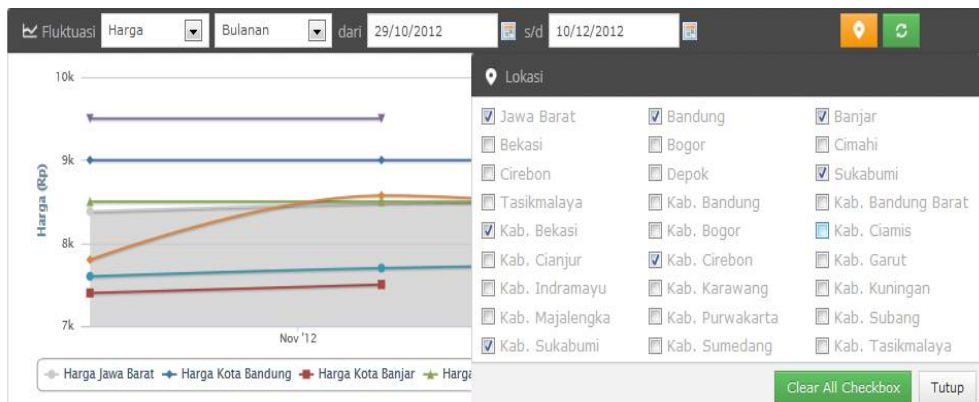 Fluktuasi Harga Bulanan dari 29/10/2012 s/d 10/12/2012
Lokasi
Jawa Barat Bandung Banjar
Bekasi Bogor Cimahi
Cirebon Depok Sukabumi
Tasikmalaya Kab. Bandung Kab. Bandung Barat
Kab. Bekasi Kab. Bogor Kab. Ciamis
Kab. Cianjur Kab. Cirebon Kab. Garut
Kab. Indramayu Kab. Karawang Kab. Kuningan
Kab. Majalengka Kab. Purwakarta Kab. Subang
Kab. Sukabumi Kab. Sumedang Kab. Tasikmalaya
Clear All Checkbox Tutup
Harga (Rp)
10k
9k
8k
7k
Nov '12
Harga Jawa Barat Harga Kota Bandung Harga Kota Banjar Harga